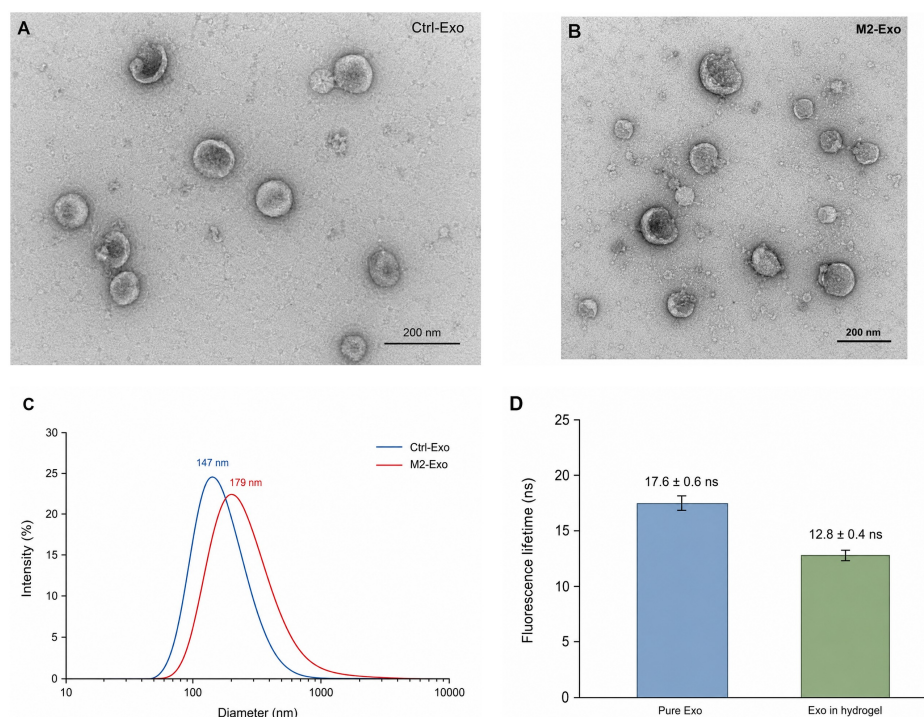 A
Ctrl-Exo
200 nm
B
M2-Exo
200 nm
C
30
25
20
15
10
5
0
Intensity (%)
147 nm
179 nm
Ctrl-Exo
M2-Exo
10
100
1000
10000
Diameter (nm)
D
25
20
15
10
5
0
Fluorescence lifetime (ns)
17.6 ± 0.6 ns
12.8 ± 0.4 ns
Pure Exo
Exo in hydrogel